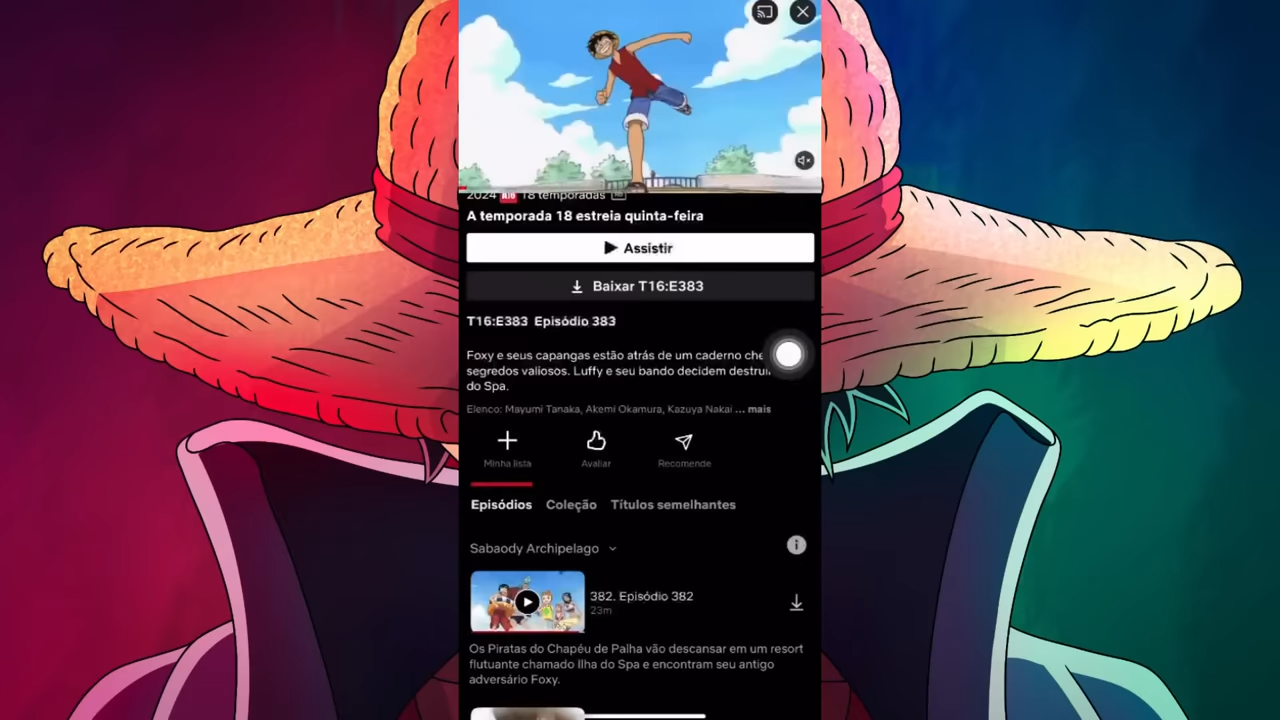 2024 A16 18 temporadas
A temporada 18 estreia quinta-feira
Assistir
Baixar T16:E383
T16:E383 Episódio 383
Foxy e seus capangas estão atrás de um caderno che
segredos valiosos. Luffy e seu bando decidem destrui
do Spa.
Elenco: Mayumi Tanaka, Akemi Okamura, Kazuya Nakai ... mais
Minha lista
Avaliar
Recomende
Episódios
Coleção
Títulos semelhantes
Sabaody Archipelago
382. Episódio 382
23m
Os Piratas do Chapéu de Palha vão descansar em um resort
flutuante chamado Ilha do Spa e encontram seu antigo
adversário Foxy.